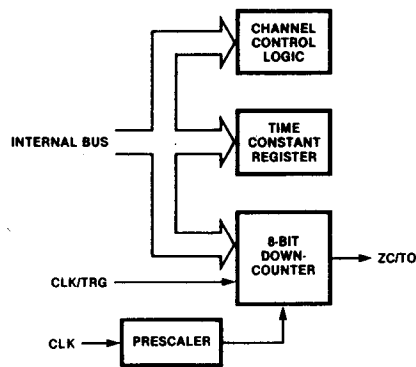 CHANNEL
CONTROL
LOGIC
INTERNAL BUS
TIME
CONSTANT
REGISTER
8-BIT
DOWN-
COUNTER
ZC/TO
CLK/TRG
CLK
PRESCALER